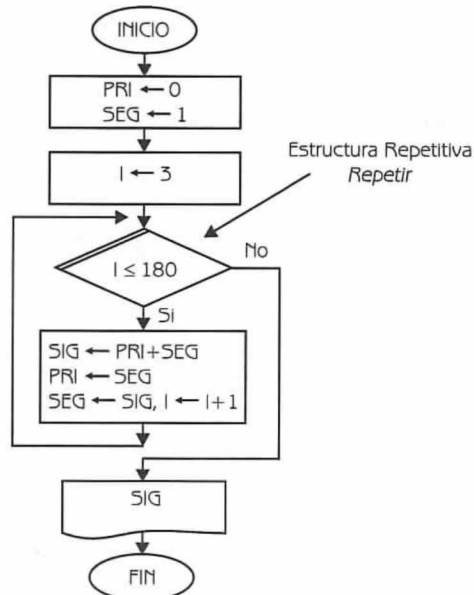 INICIO
PRI ← 0
SEG ← 1
I ← 3
Estructura Repetitiva
Repetir
I ≤ 180
No
Si
SIG ← PRI+SEG
PRI ← SEG
SEG ← SIG, I ← I+1
SIG
FIN